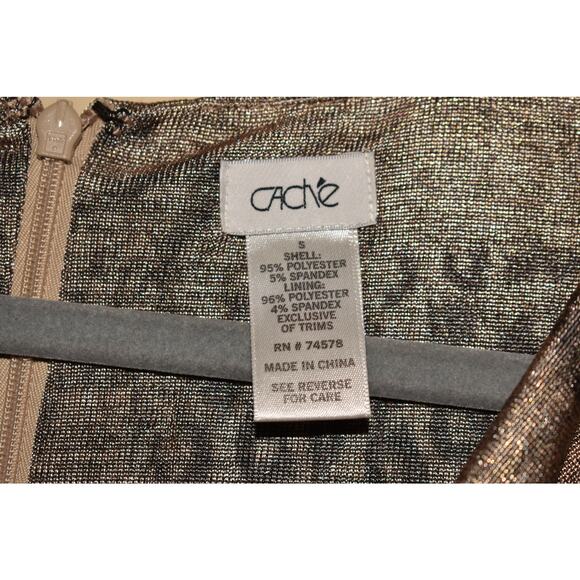 CAChé
S
SHELL:
95% POLYESTER
5% SPANDEX
LINING:
96% POLYESTER
4% SPANDEX
EXCLUSIVE
OF TRIMS
RN # 74578
MADE IN CHINA
SEE REVERSE
FOR CARE